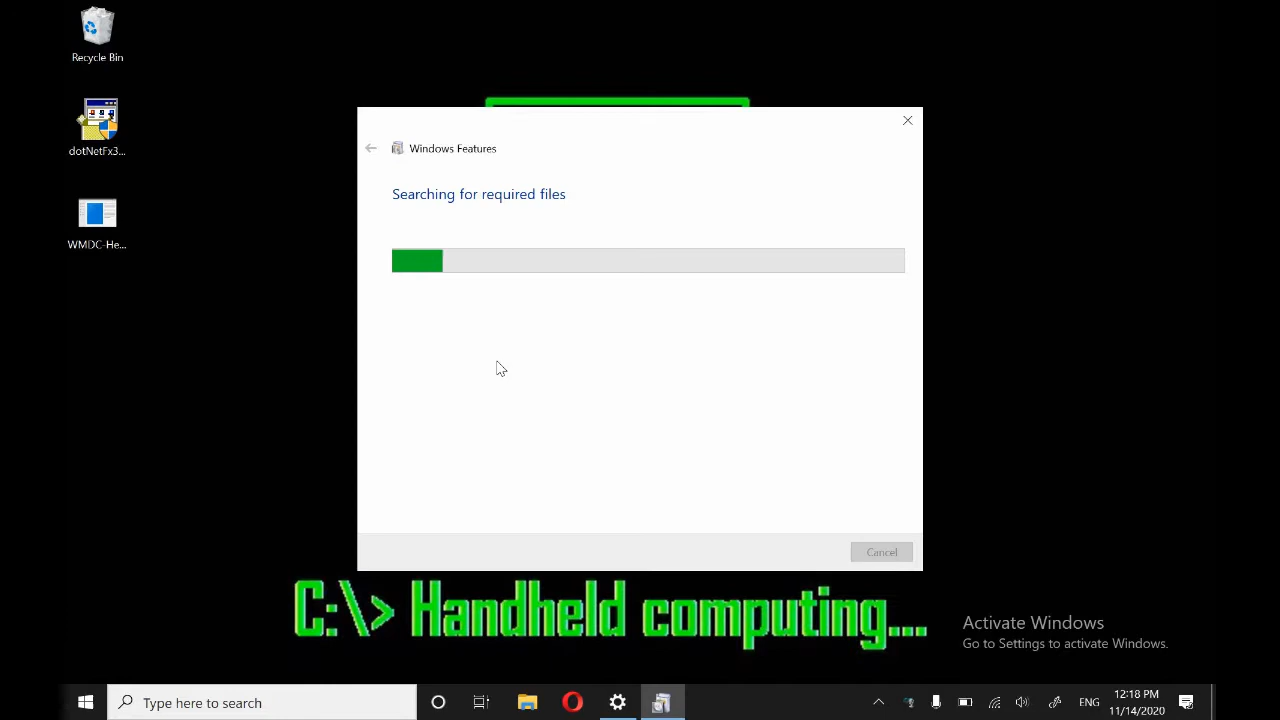 Recycle Bin
dotNetFx3...
WMDC-He...
Windows Features
Searching for required files
Cancel
C:\> Handheld computing...
Activate Windows
Go to Settings to activate Windows.
Type here to search
ENG
12:18 PM
11/14/2020